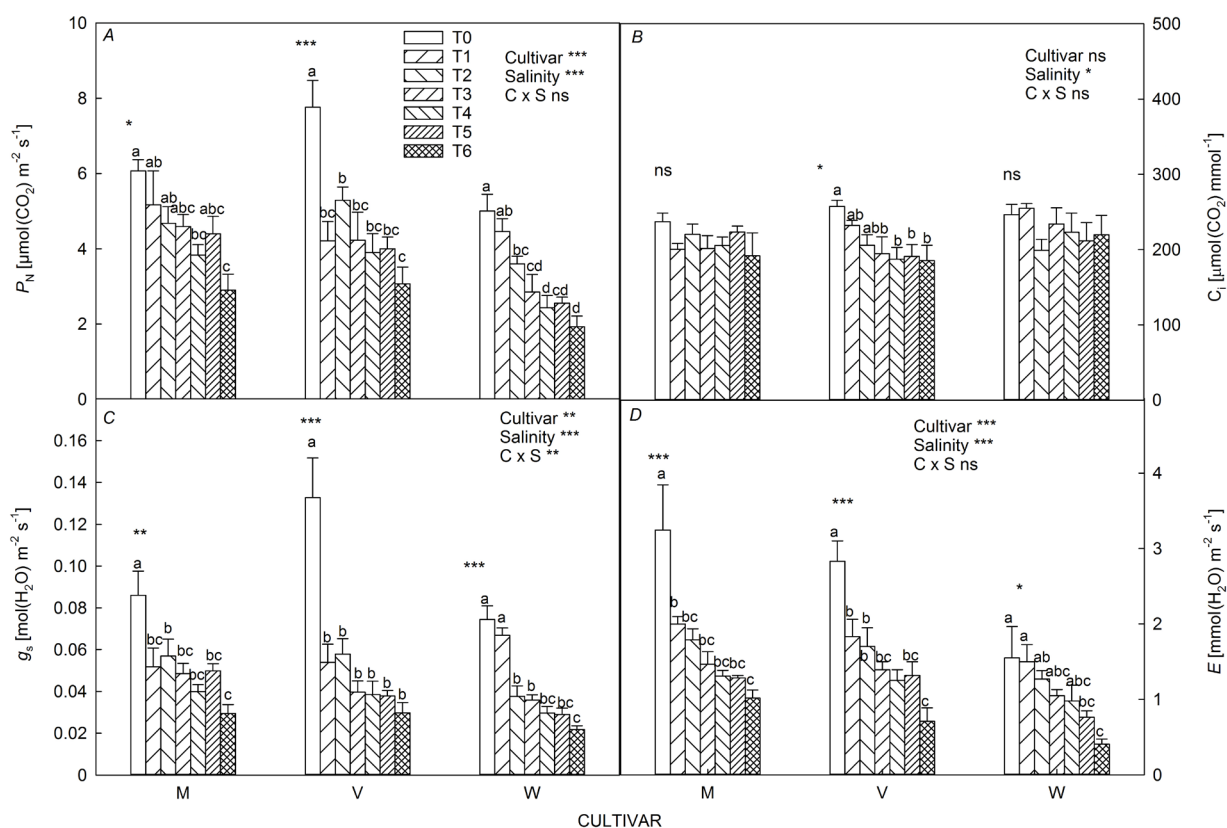 A
T0
T1
T2
T3
T4
T5
T6
Cultivar ***
Salinity ***
C x S ns
10
8
6
4
2
0
P_N [µmol(CO₂) m⁻² s⁻¹]
*
a
ab
ab
abc
bc
abc
c
***
a
bc
b
bc
bc
bc
c
a
ab
bc
cd
d
cd
d
B
Cultivar ns
Salinity *
C x S ns
500
400
300
200
100
0
C_i [µmol(CO₂) mmol⁻¹]
ns
*
a
ab
ab
ab
b
b
b
ns
C
Cultivar **
Salinity ***
C x S **
0.16
0.14
0.12
0.10
0.08
0.06
0.04
0.02
0
g_s [mol(H₂O) m⁻² s⁻¹]
**
a
bc
b
bc
bc
bc
c
***
a
b
b
b
b
b
b
***
a
a
b
b
bc
bc
c
D
Cultivar ***
Salinity ***
C x S ns
4
3
2
1
0
E [mmol(H₂O) m⁻² s⁻¹]
***
a
b
bc
bc
bc
bc
c
***
a
b
b
bc
bc
bc
c
*
a
a
ab
abc
abc
bc
c
M
V
W
M
V
W
CULTIVAR